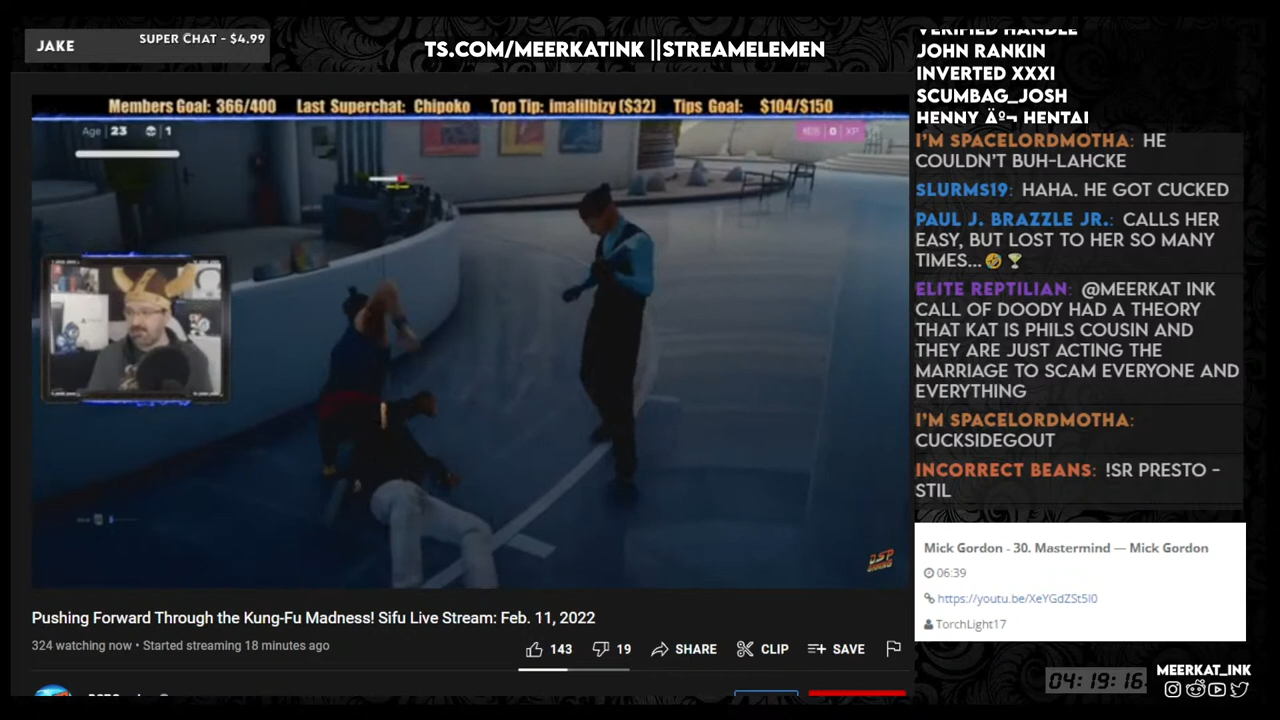 JAKE
SUPER CHAT - $4.99
TS.COM/MEERKATINK ||STREAMELEMEN
VERIFIED HANDLE
JOHN RANKIN
INVERTED XXXI
SCUMBAG_JOSH
HENNY Äº¬ HENTAI
Members Goal: 366/400 Last Superchat: Chipoko Top Tip: imalilbizy ($32) Tips Goal: $104/$150
Age | 23 1
0 XP
I'M SPACELORDMOTHA: HE
COULDN'T BUH-LAHCKE
SLURMS19: HAHA. HE GOT CUCKED
PAUL J. BRAZZLE JR.: CALLS HER
EASY, BUT LOST TO HER SO MANY
TIMES... 🤣 🏆
ELITE REPTILIAN: @MEERKAT INK
CALL OF DOODY HAD A THEORY
THAT KAT IS PHILS COUSIN AND
THEY ARE JUST ACTING THE
MARRIAGE TO SCAM EVERYONE AND
EVERYTHING
I'M SPACELORDMOTHA:
CUCKSIDEGOUT
INCORRECT BEANS: !SR PRESTO -
STIL
DSP
GAMING
Mick Gordon - 30. Mastermind — Mick Gordon
06:39
https://youtu.be/XeYGdZSt5I0
TorchLight17
Pushing Forward Through the Kung-Fu Madness! Sifu Live Stream: Feb. 11, 2022
324 watching now • Started streaming 18 minutes ago
143 19 SHARE CLIP SAVE
04:19:16
MEERKAT_INK